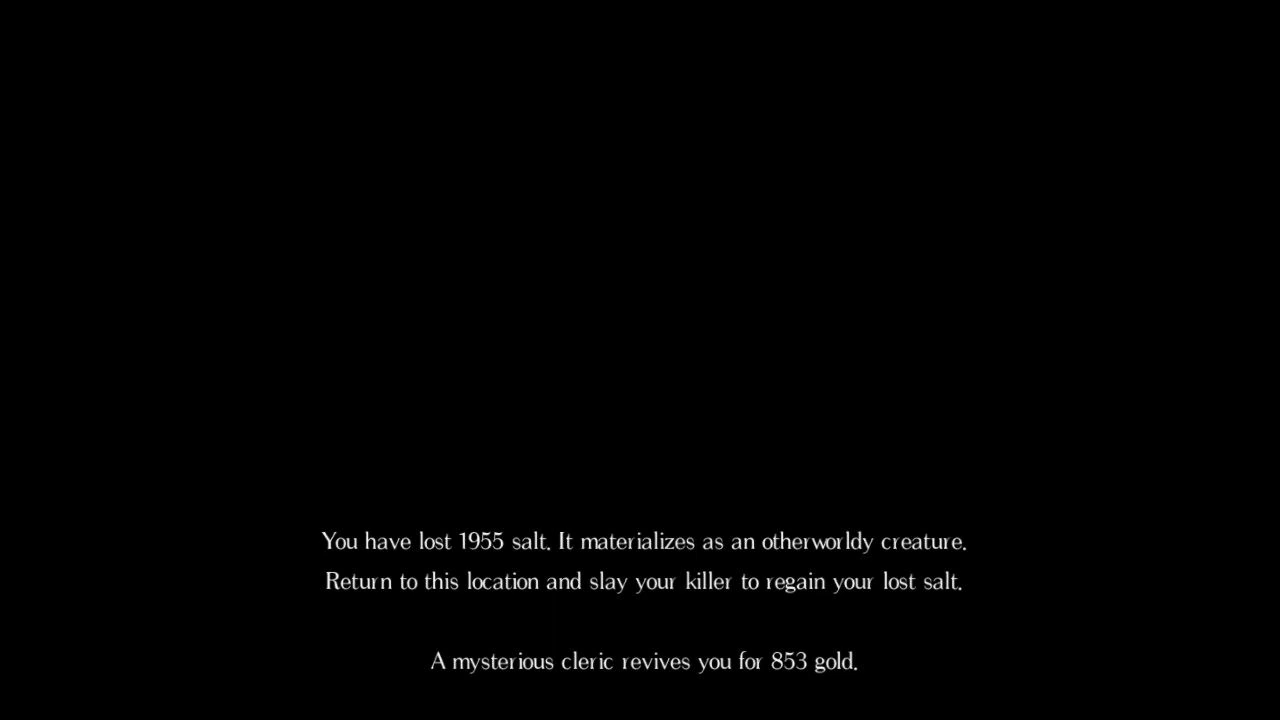 You have lost 1955 salt. It materializes as an otherworldy creature.
Return to this location and slay your killer to regain your lost salt.
A mysterious cleric revives you for 853 gold.